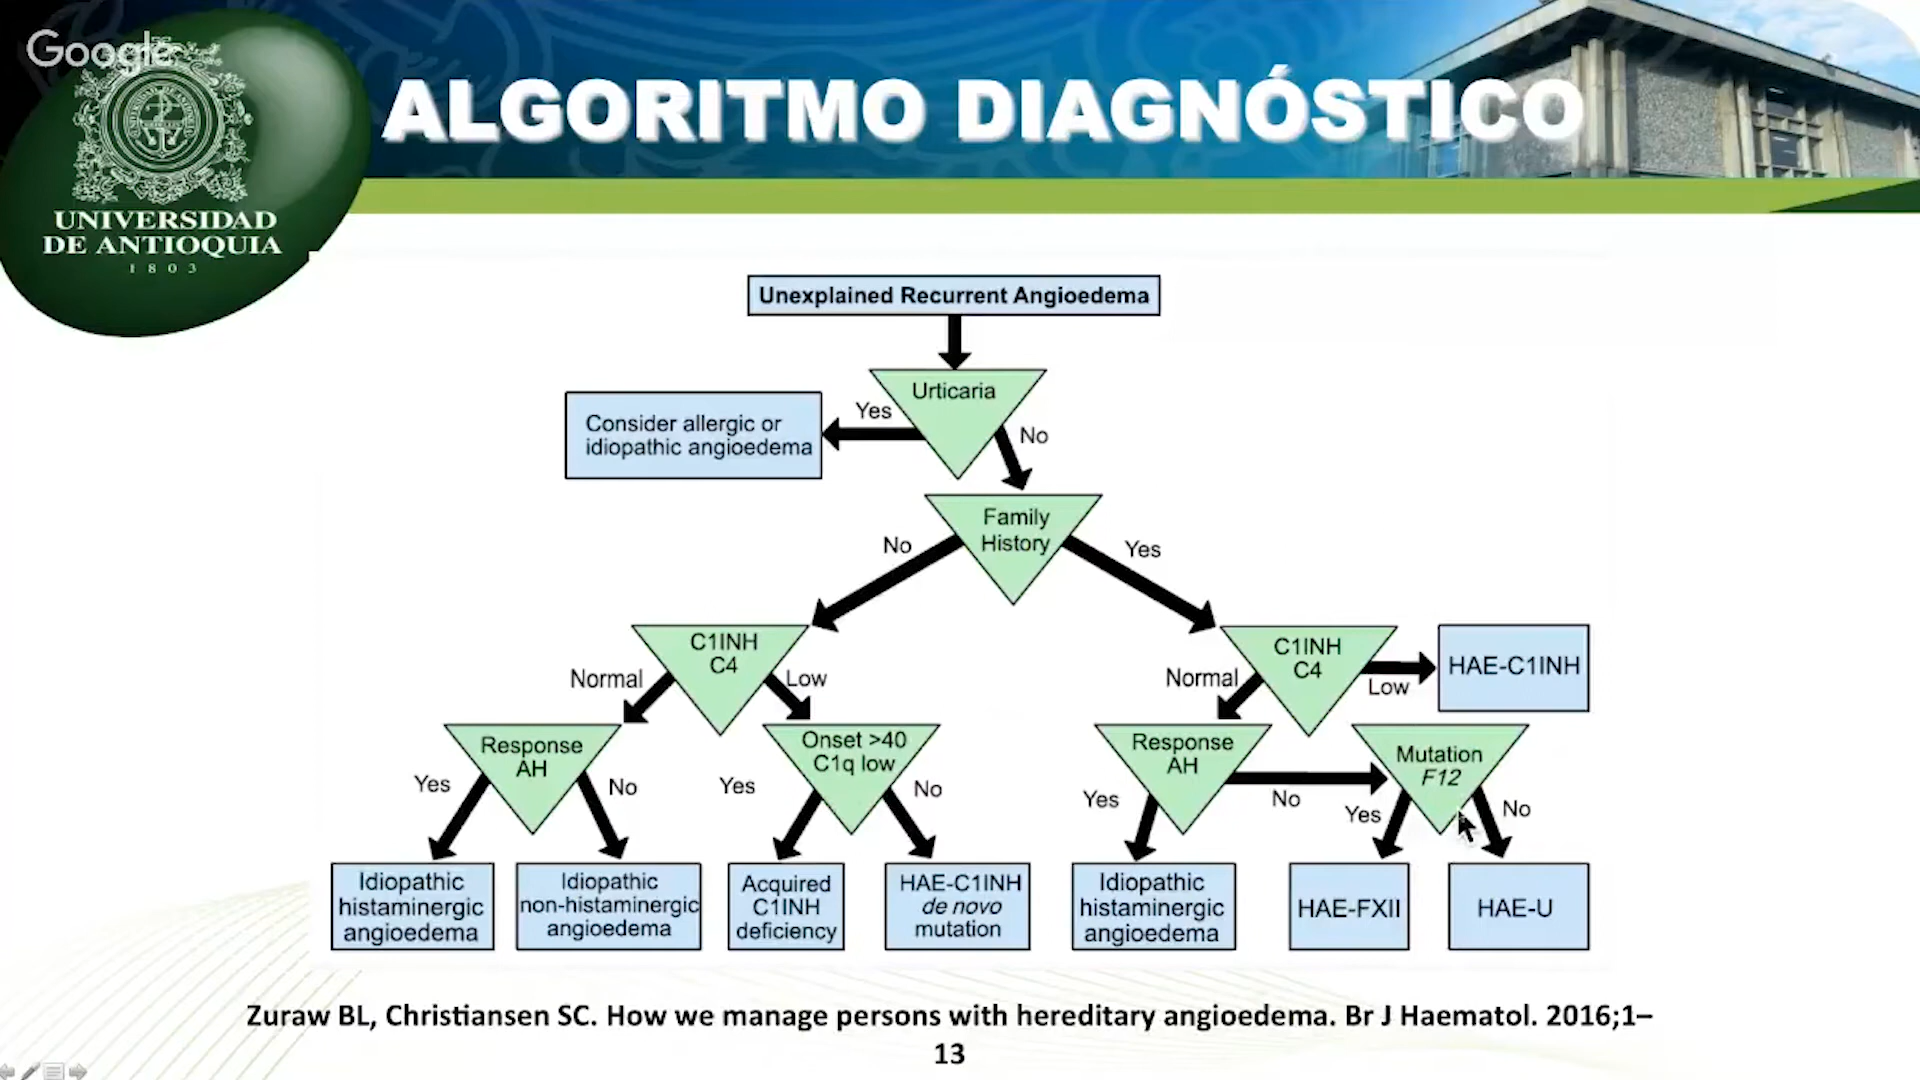 Google
ALGORITMO DIAGNÓSTICO
UNIVERSIDAD
DE ANTIOQUIA
1803
Unexplained Recurrent Angioedema
Urticaria
Yes
No
Consider allergic or
idiopathic angioedema
Family
History
No
Yes
C1INH
C4
Normal
Low
C1INH
C4
Normal
Low
HAE-C1INH
Response
AH
Yes
No
Onset >40
C1q low
Yes
No
Response
AH
Yes
No
Mutation
F12
Yes
No
Idiopathic
histaminergic
angioedema
Idiopathic
non-histaminergic
angioedema
Acquired
C1INH
deficiency
HAE-C1INH
de novo
mutation
Idiopathic
histaminergic
angioedema
HAE-FXII
HAE-U
Zuraw BL, Christiansen SC. How we manage persons with hereditary angioedema. Br J Haematol. 2016;1–
13